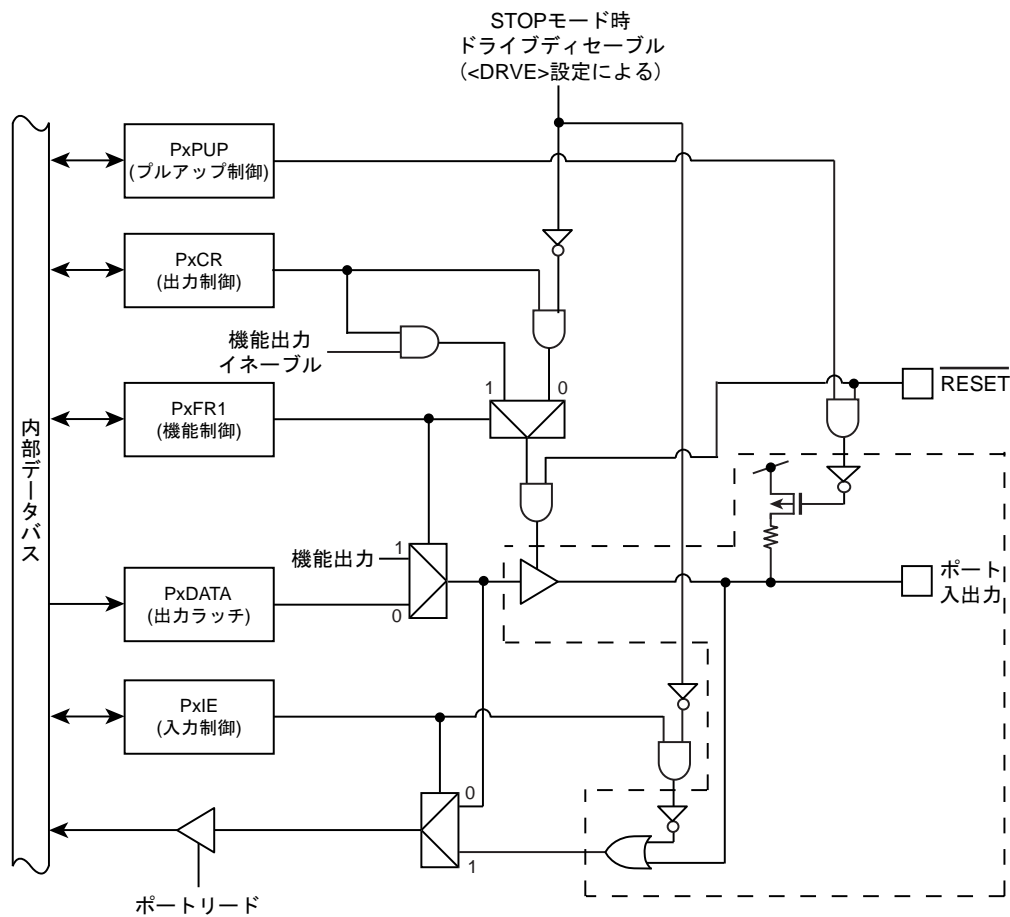 STOPモード時
ドライブディセーブル
(<DRVE>設定による)
PxPUP
(プルアップ制御)
PxCR
(出力制御)
機能出力
イネーブル
1
0
RESET
PxFR1
(機能制御)
内部データバス
機能出力
1
ポート
入出力
PxDATA
(出力ラッチ)
0
PxIE
(入力制御)
0
1
ポートリード